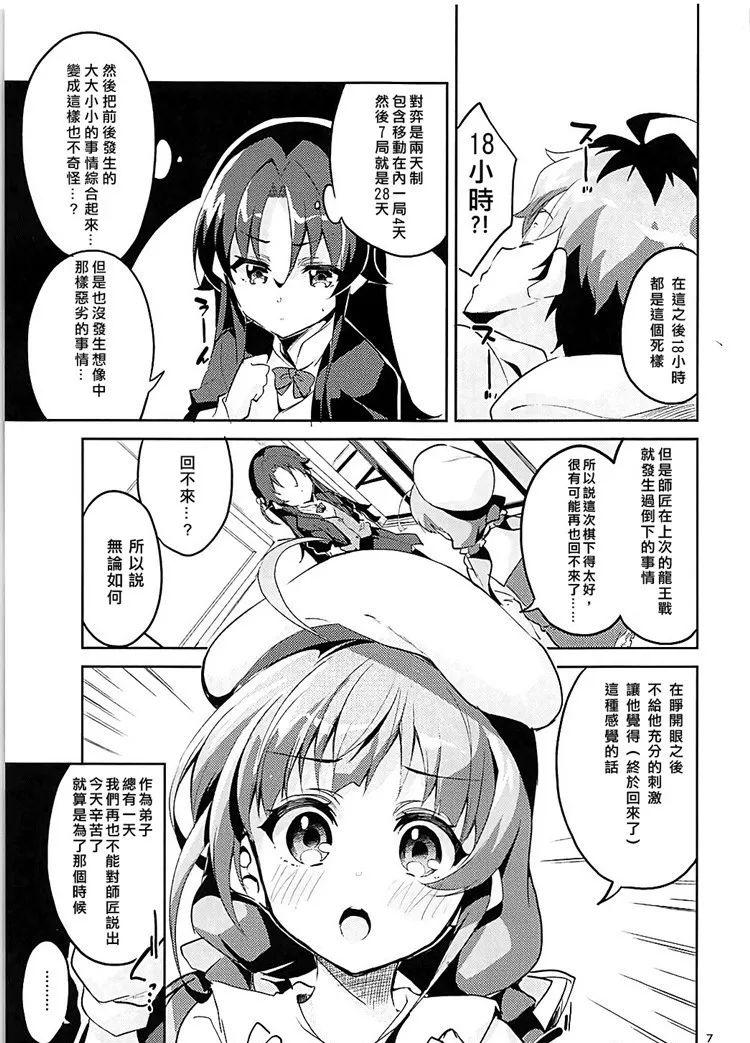 18小時?!
在這之後18小時
都是這個死樣
對弈是兩天制
包含移動在內一局4天
然後7局就是28天
然後把前後發生的
大大小小的事情綜合起來…
變成這樣也不奇怪…?
但是也沒發生想像中
那樣惡劣的事情…
但是師匠在上次的龍王戰
就發生過倒下的事情
所以說這次棋下得太好，
很有可能再也回不來了……
回不來…?
所以說
無論如何
在睜開眼之後
不給他充分的刺激
讓他覺得(終於回來了)
這種感覺的話
作為弟子
總有一天
我們再也不能對師匠説出
今天辛苦了
就算是為了那個時候
…
7